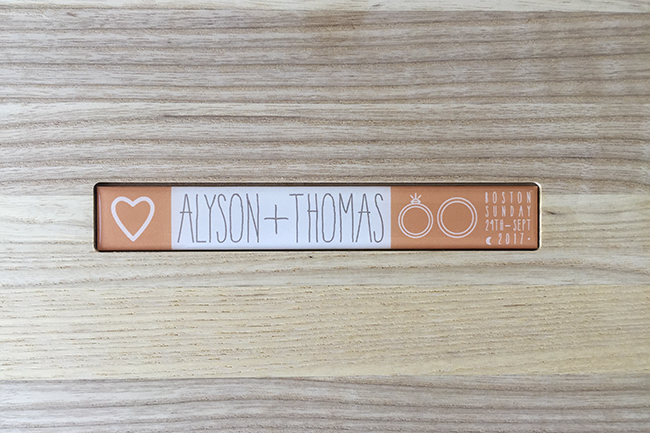 ALYSON+THOMAS
BOSTON
SUNDAY
24TH-SEPT
2017